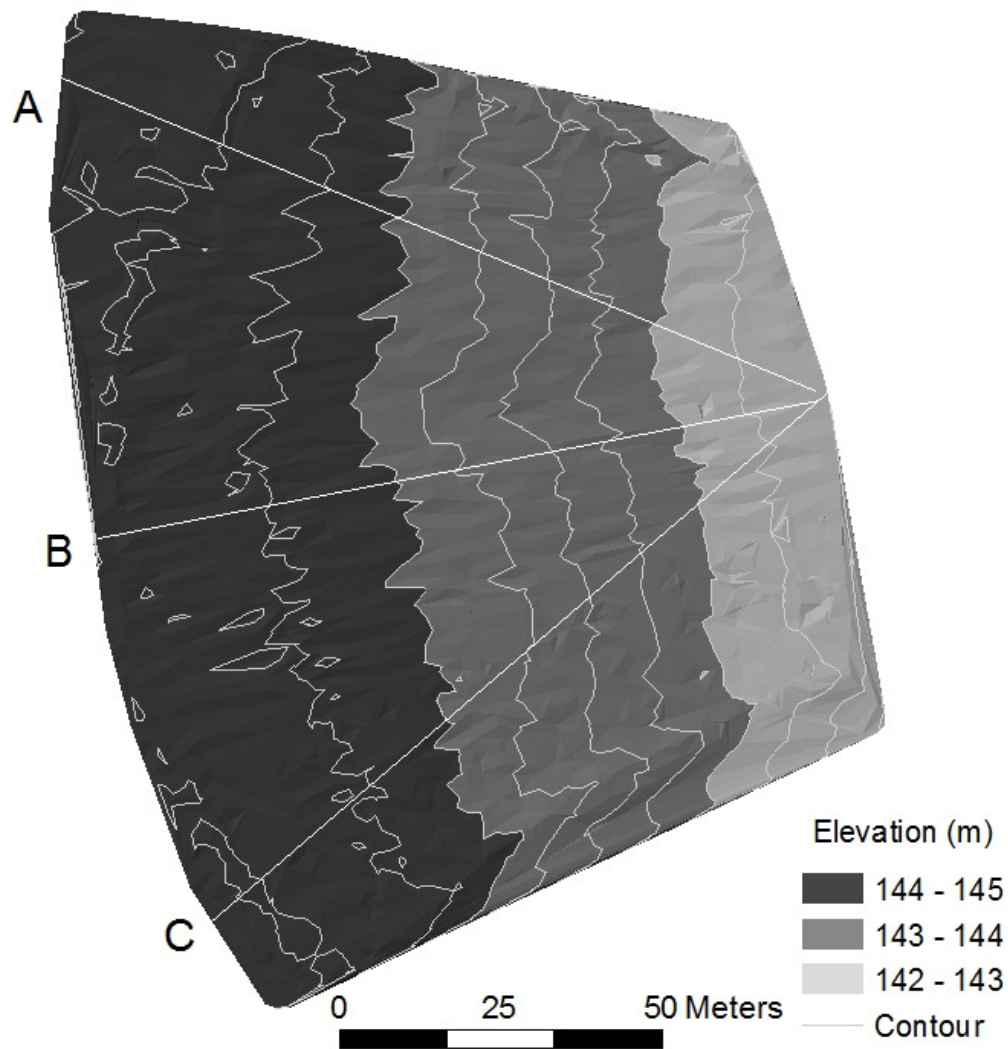 A
B
C
Elevation (m)
144 - 145
143 - 144
142 - 143
Contour
0 25 50 Meters